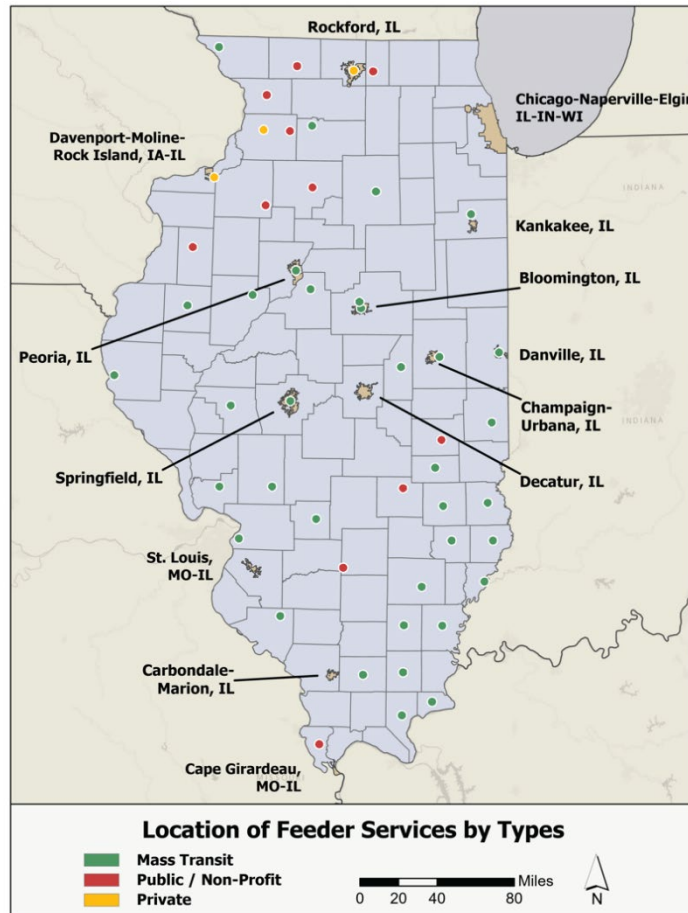 Rockford, IL
Chicago-Naperville-Elgin
IL-IN-WI
Davenport-Moline-
Rock Island, IA-IL
INDIANA
Kankakee, IL
Bloomington, IL
Peoria, IL
Danville, IL
Champaign-
Urbana, IL
INDIANA
Springfield, IL
Decatur, IL
St. Louis,
MO-IL
Carbondale-
Marion, IL
Cape Girardeau,
MO-IL
Location of Feeder Services by Types
Mass Transit
Public / Non-Profit
Private
0 20 40 80 Miles
N